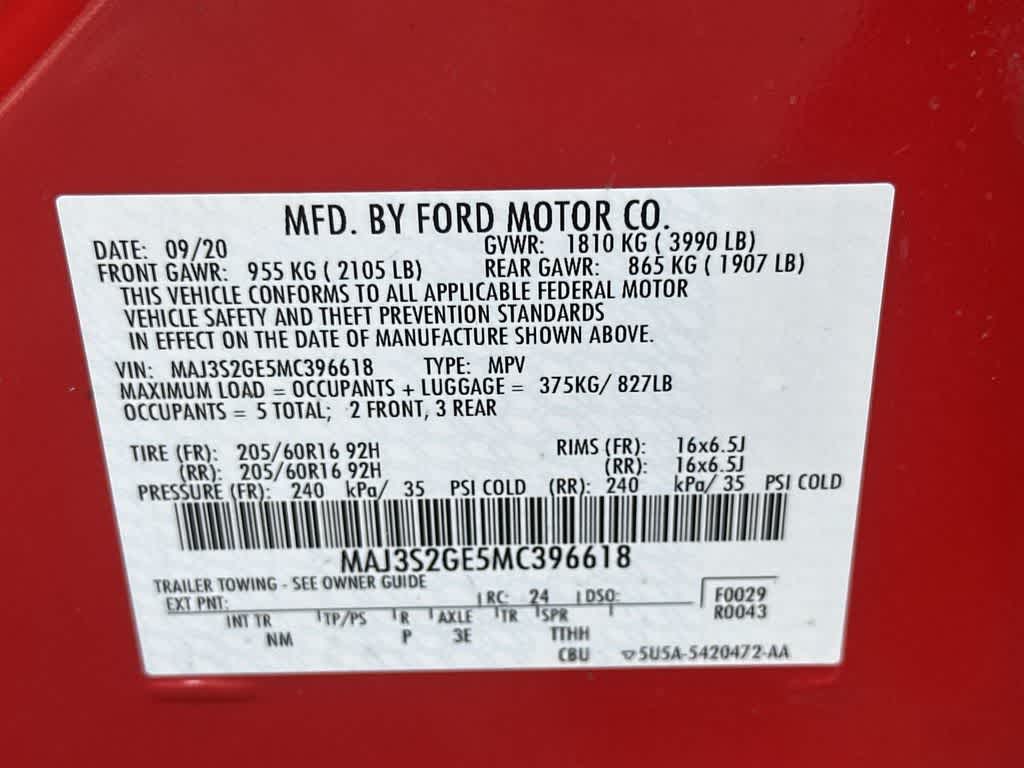 MFD. BY FORD MOTOR CO.
DATE: 09/20 GVWR: 1810 KG ( 3990 LB)
FRONT GAWR: 955 KG ( 2105 LB) REAR GAWR: 865 KG ( 1907 LB)
THIS VEHICLE CONFORMS TO ALL APPLICABLE FEDERAL MOTOR
VEHICLE SAFETY AND THEFT PREVENTION STANDARDS
IN EFFECT ON THE DATE OF MANUFACTURE SHOWN ABOVE.
VIN: MAJ3S2GE5MC396618 TYPE: MPV
MAXIMUM LOAD = OCCUPANTS + LUGGAGE = 375KG/ 827LB
OCCUPANTS = 5 TOTAL; 2 FRONT, 3 REAR
TIRE (FR): 205/60R16 92H RIMS (FR): 16x6.5J
(RR): 205/60R16 92H (RR): 16x6.5J
PRESSURE (FR): 240 kPa/ 35 PSI COLD (RR): 240 kPa/ 35 PSI COLD
MAJ3S2GE5MC396618
TRAILER TOWING - SEE OWNER GUIDE
EXT PNT: RC: 24 DSO: F0029
INT TR TP/PS R AXLE TR SPR R0043
NM P 3E TTHH
CBU 5U5A-5420472-AA